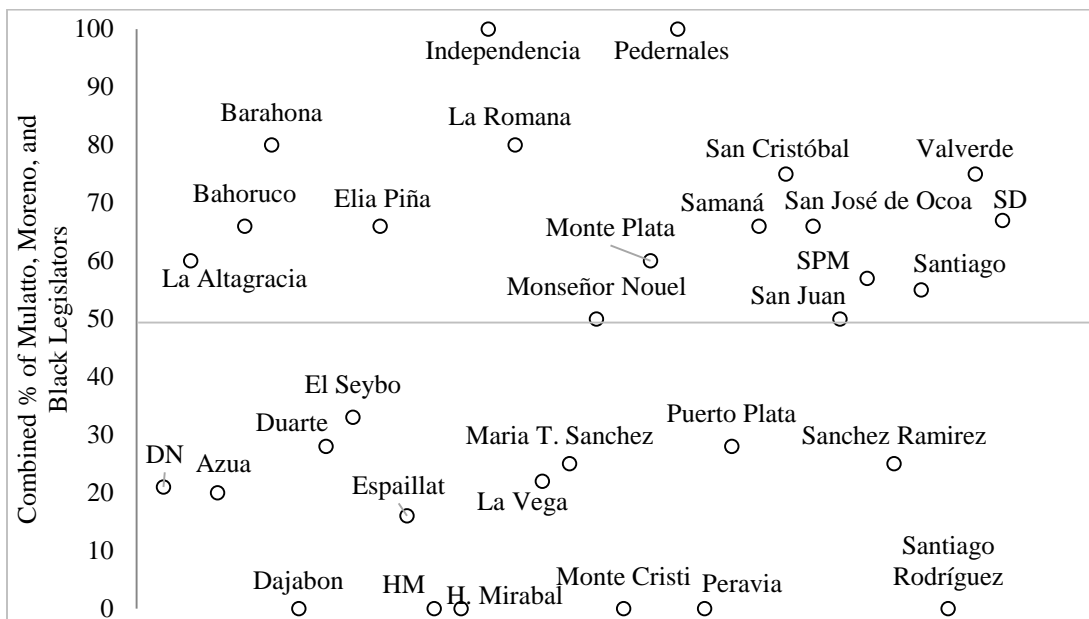 Combined % of Mulatto, Moreno, and
Black Legislators
100
90
80
70
60
50
40
30
20
10
0
Independencia
Pedernales
Barahona
La Romana
San Cristóbal
Valverde
Bahoruco
Elia Piña
Samaná
San José de Ocoa
SD
Monte Plata
La Altagracia
SPM
Santiago
Monseñor Nouel
San Juan
El Seybo
Duarte
Maria T. Sanchez
Puerto Plata
Sanchez Ramirez
DN
Azua
Espaillat
La Vega
Dajabon
HM
H. Mirabal
Monte Cristi
Peravia
Santiago
Rodríguez